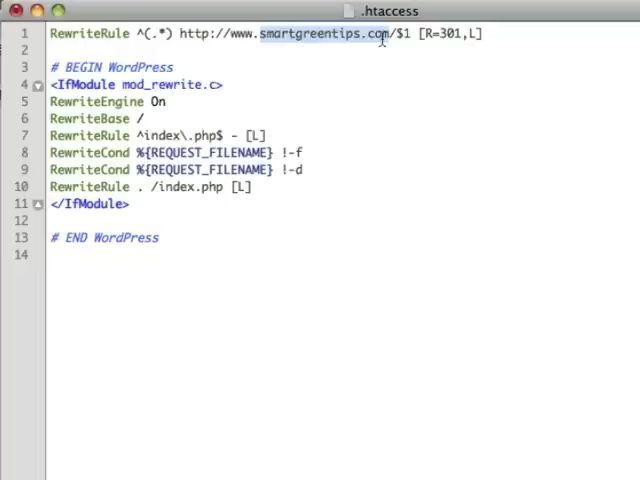 .htaccess
1 RewriteRule ^(.*) http://www.smartgreentips.com/$1 [R=301,L]
2
3 # BEGIN WordPress
4 <IfModule mod_rewrite.c>
5 RewriteEngine On
6 RewriteBase /
7 RewriteRule ^index\.php$ - [L]
8 RewriteCond %{REQUEST_FILENAME} !-f
9 RewriteCond %{REQUEST_FILENAME} !-d
10 RewriteRule . /index.php [L]
11 </IfModule>
12
13 # END WordPress
14